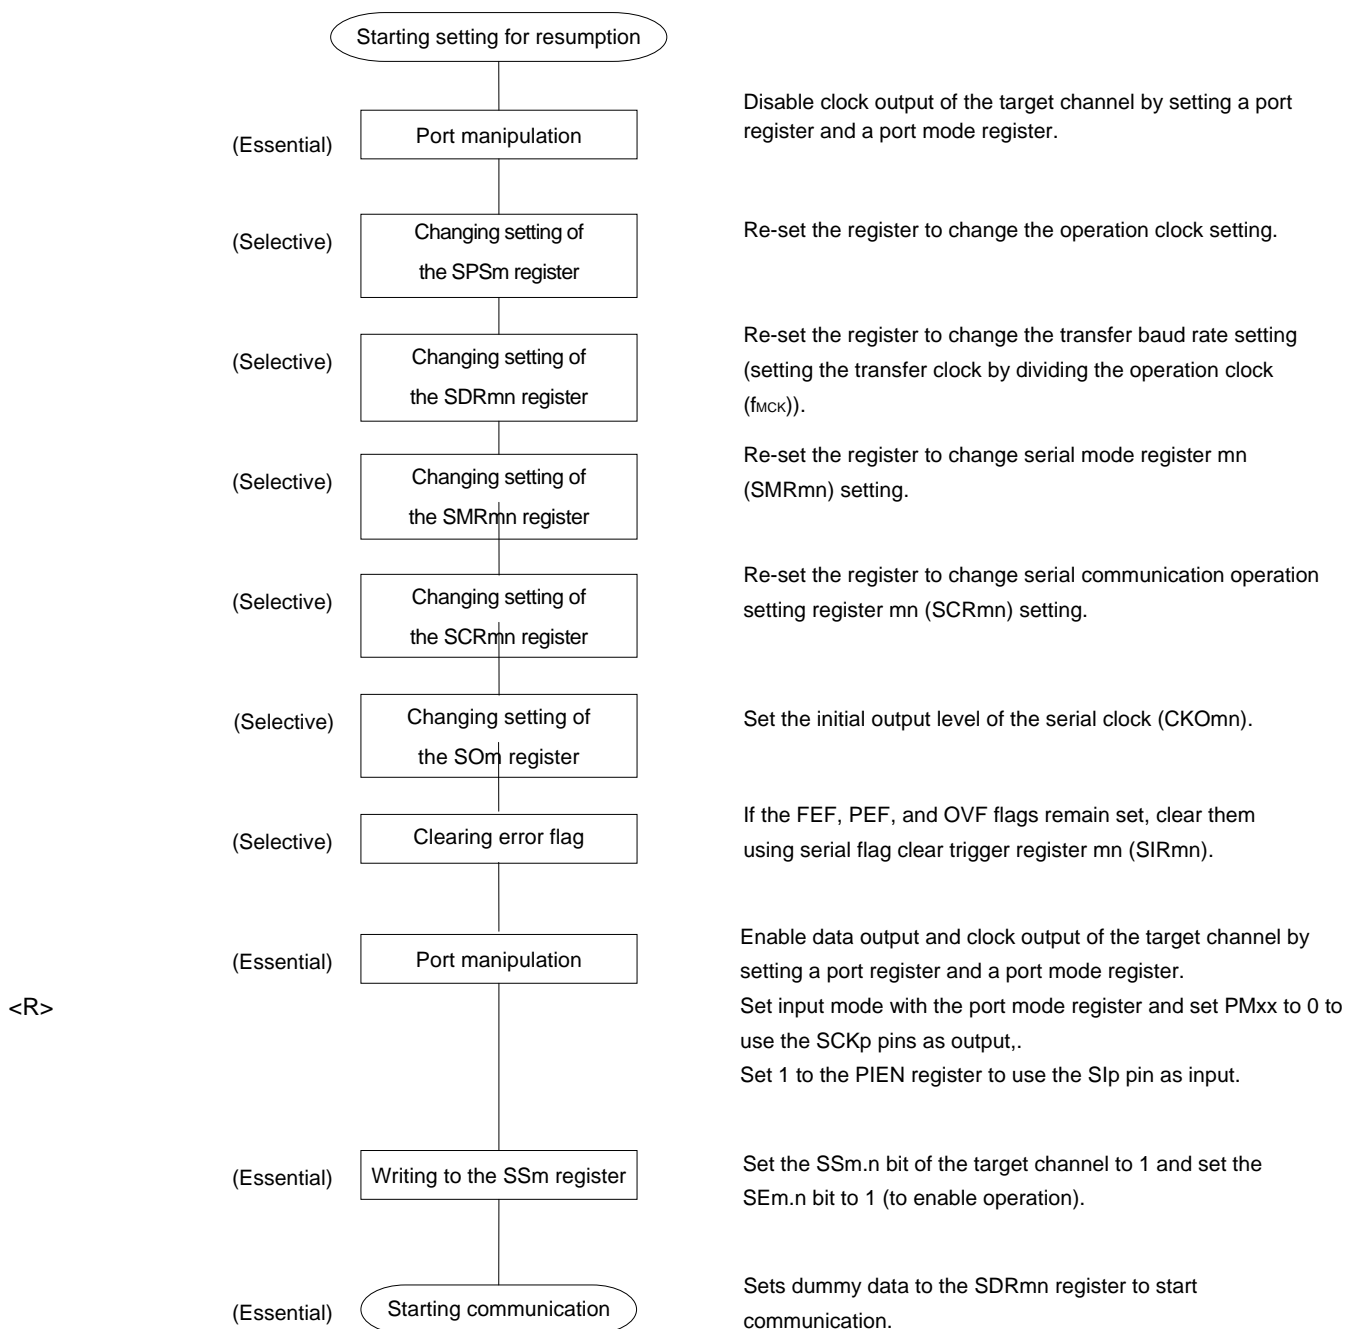 Starting setting for resumption
(Essential)
Port manipulation
Disable clock output of the target channel by setting a port
register and a port mode register.
(Selective)
Changing setting of
the SPSm register
Re-set the register to change the operation clock setting.
(Selective)
Changing setting of
the SDRmn register
Re-set the register to change the transfer baud rate setting
(setting the transfer clock by dividing the operation clock
(fMCK)).
(Selective)
Changing setting of
the SMRmn register
Re-set the register to change serial mode register mn
(SMRmn) setting.
(Selective)
Changing setting of
the SCRmn register
Re-set the register to change serial communication operation
setting register mn (SCRmn) setting.
(Selective)
Changing setting of
the SOm register
Set the initial output level of the serial clock (CKOmn).
(Selective)
Clearing error flag
If the FEF, PEF, and OVF flags remain set, clear them
using serial flag clear trigger register mn (SIRmn).
(Essential)
Port manipulation
Enable data output and clock output of the target channel by
setting a port register and a port mode register.
<R>
Set input mode with the port mode register and set PMxx to 0 to
use the SCKp pins as output,.
Set 1 to the PIEN register to use the SIp pin as input.
(Essential)
Writing to the SSm register
Set the SSm.n bit of the target channel to 1 and set the
SEm.n bit to 1 (to enable operation).
(Essential)
Starting communication
Sets dummy data to the SDRmn register to start
communication.